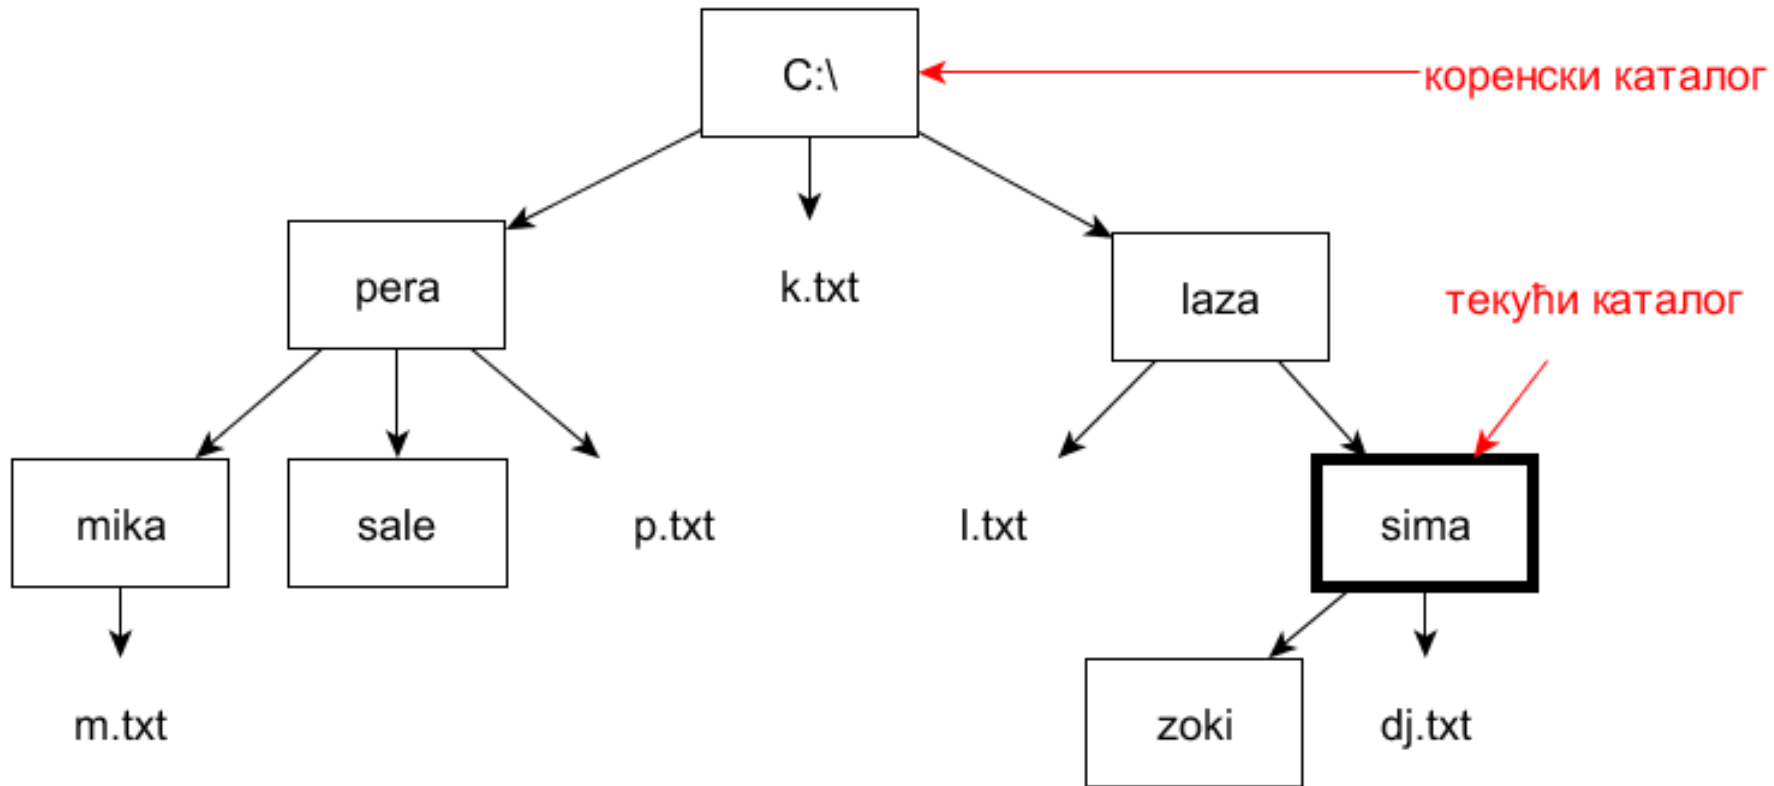 C:\
коренски каталог
pera
k.txt
laza
текући каталог
mika
sale
p.txt
l.txt
sima
m.txt
zoki
dj.txt